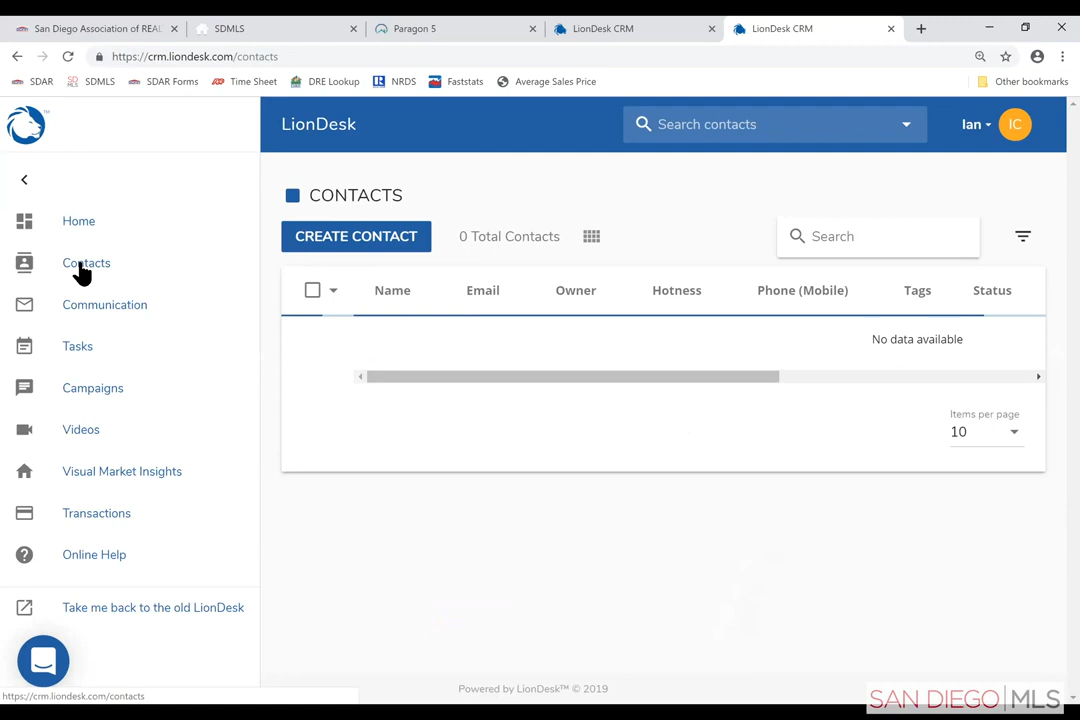 San Diego Association of REAL
SDMLS
Paragon 5
LionDesk CRM
LionDesk CRM
https://crm.liondesk.com/contacts
SDAR
SDMLS
SDAR Forms
Time Sheet
DRE Lookup
NRDS
Faststats
Average Sales Price
Other bookmarks
LionDesk
Search contacts
Ian
IC
Home
Contacts
Communication
Tasks
Campaigns
Videos
Visual Market Insights
Transactions
Online Help
Take me back to the old LionDesk
CONTACTS
CREATE CONTACT
0 Total Contacts
Search
Name
Email
Owner
Hotness
Phone (Mobile)
Tags
Status
No data available
Items per page
10
Powered by LionDesk™ © 2019
https://crm.liondesk.com/contacts
SAN DIEGO | MLS